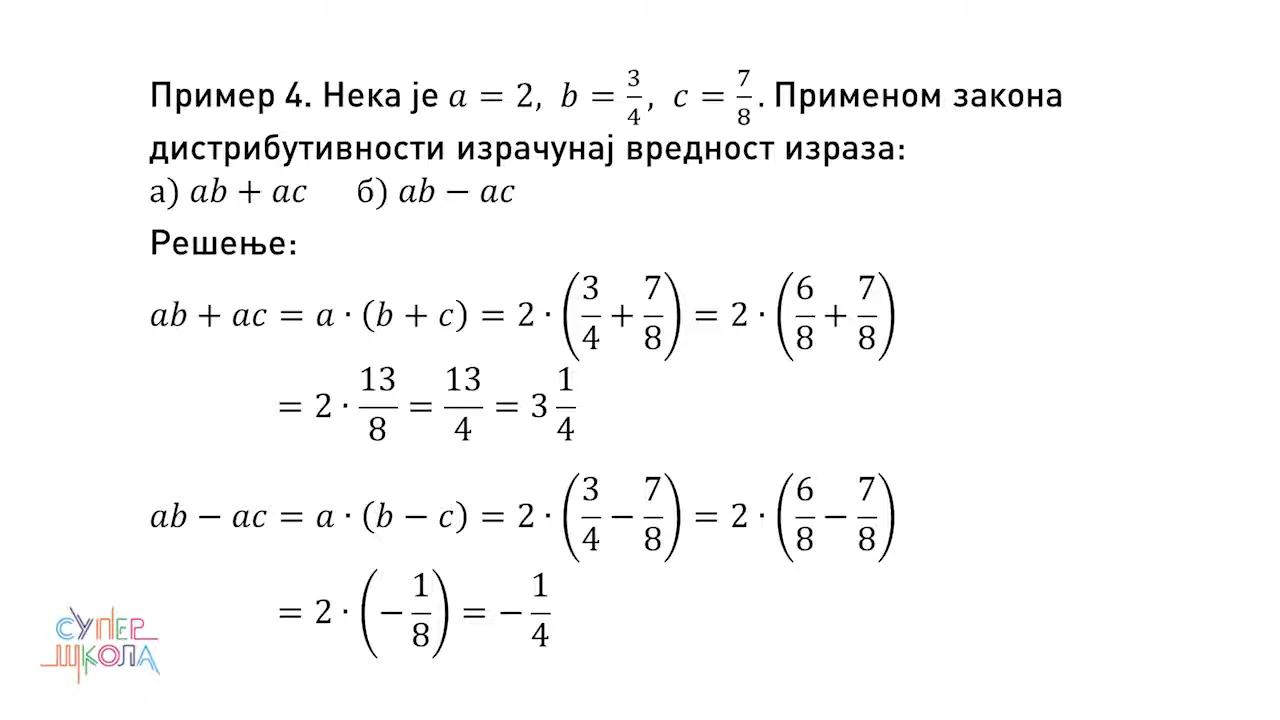 Пример 4. Нека је a = 2, b = 3/4, c = 7/8. Применом закона
дистрибутивности израчунај вредност израза:
а) ab + ac б) ab − ac
Решење:
ab + ac = a · (b + c) = 2 · (3/4 + 7/8) = 2 · (6/8 + 7/8)
= 2 · 13/8 = 13/4 = 3 1/4
ab − ac = a · (b − c) = 2 · (3/4 − 7/8) = 2 · (6/8 − 7/8)
= 2 · (− 1/8) = − 1/4
СУПЕР
ШКОЛА